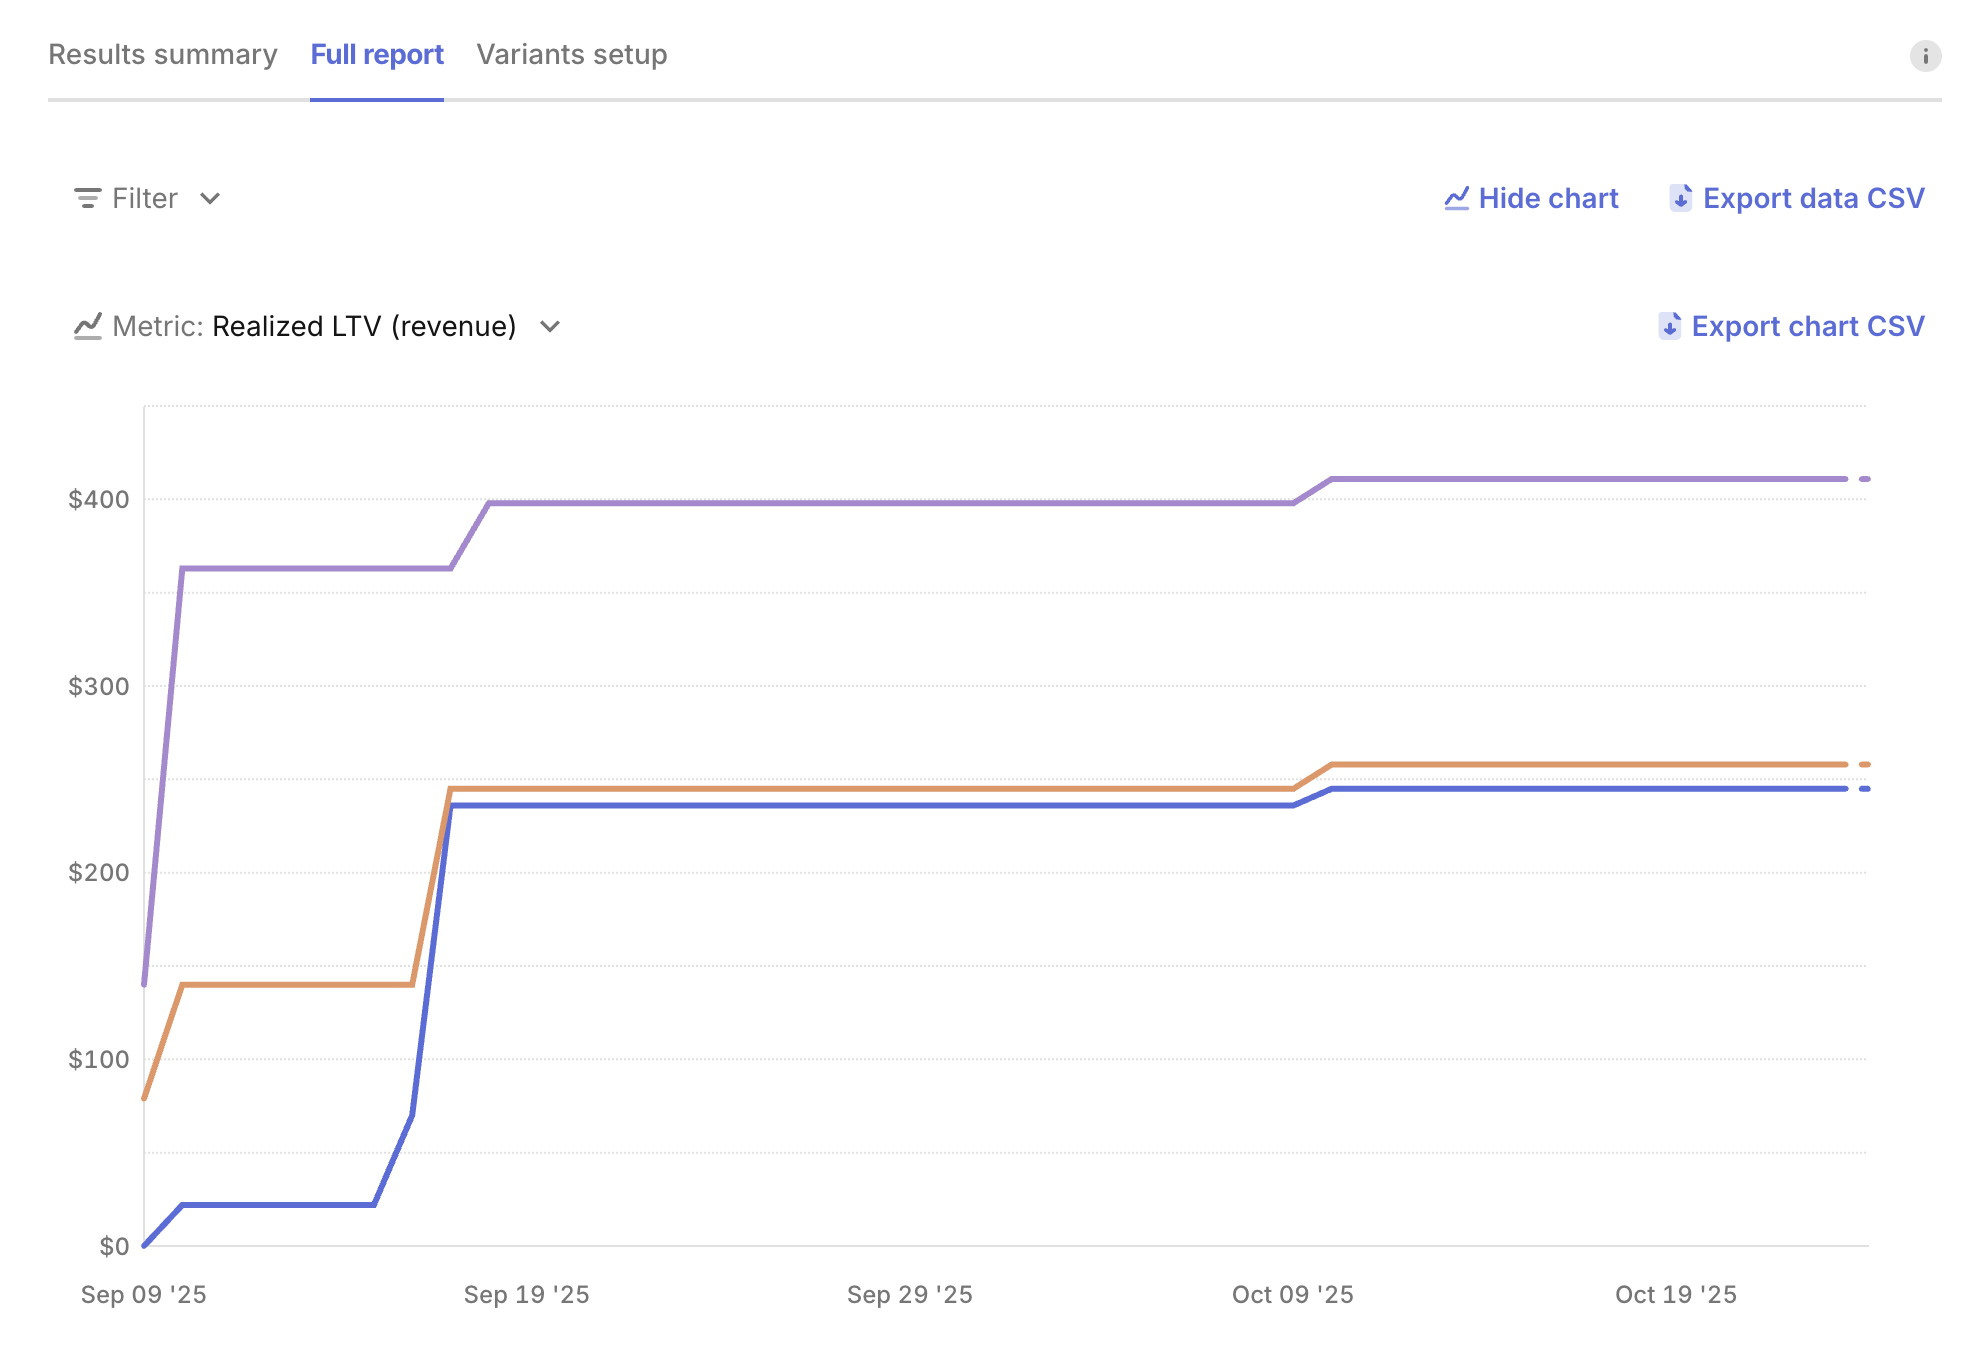 Results summary Full report Variants setup
Filter Hide chart Export data CSV
Metric: Realized LTV (revenue) Export chart CSV
$400
$300
$200
$100
$0
Sep 09 '25 Sep 19 '25 Sep 29 '25 Oct 09 '25 Oct 19 '25